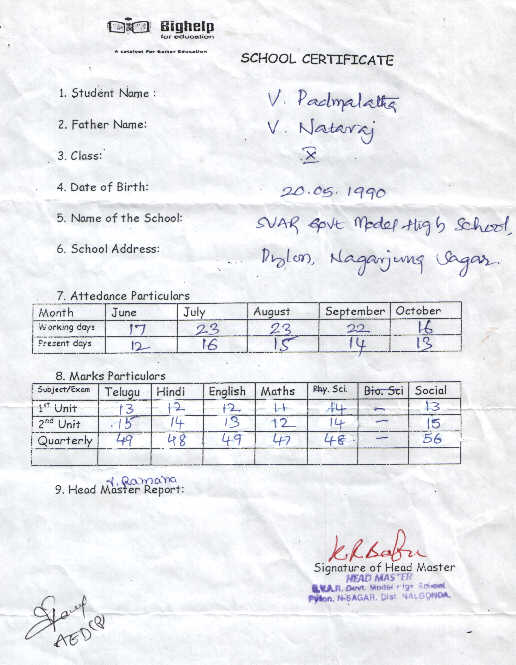 Bighelp
for education
A catalyst For Better Education
SCHOOL CERTIFICATE
1. Student Name : V. Padmalatha
2. Father Name: V. Nataraj
3. Class: X
4. Date of Birth: 20.05.1990
5. Name of the School: SVAR Govt Model High School,
6. School Address: Pylon, Nagarjuna Sagar.
7. Attedance Particulars
Month June July August September October
Working days 17 23 23 22 16
Present days 12 16 15 14 13
8. Marks Particulars
Subject/Exam Telugu Hindi English Maths Phy. Sci. Bio. Sci Social
1st Unit 13 12 12 11 14 - 13
2nd Unit 15 14 13 12 14 - 15
Quarterly 49 48 49 47 48 - 56
V. Ramana
9. Head Master Report:
K.R.Babu
Signature of Head Master
HEAD MASTER
S.V.A.R. Govt. Model High School
Pylon, N-SAGAR, Dist NALGONDA.